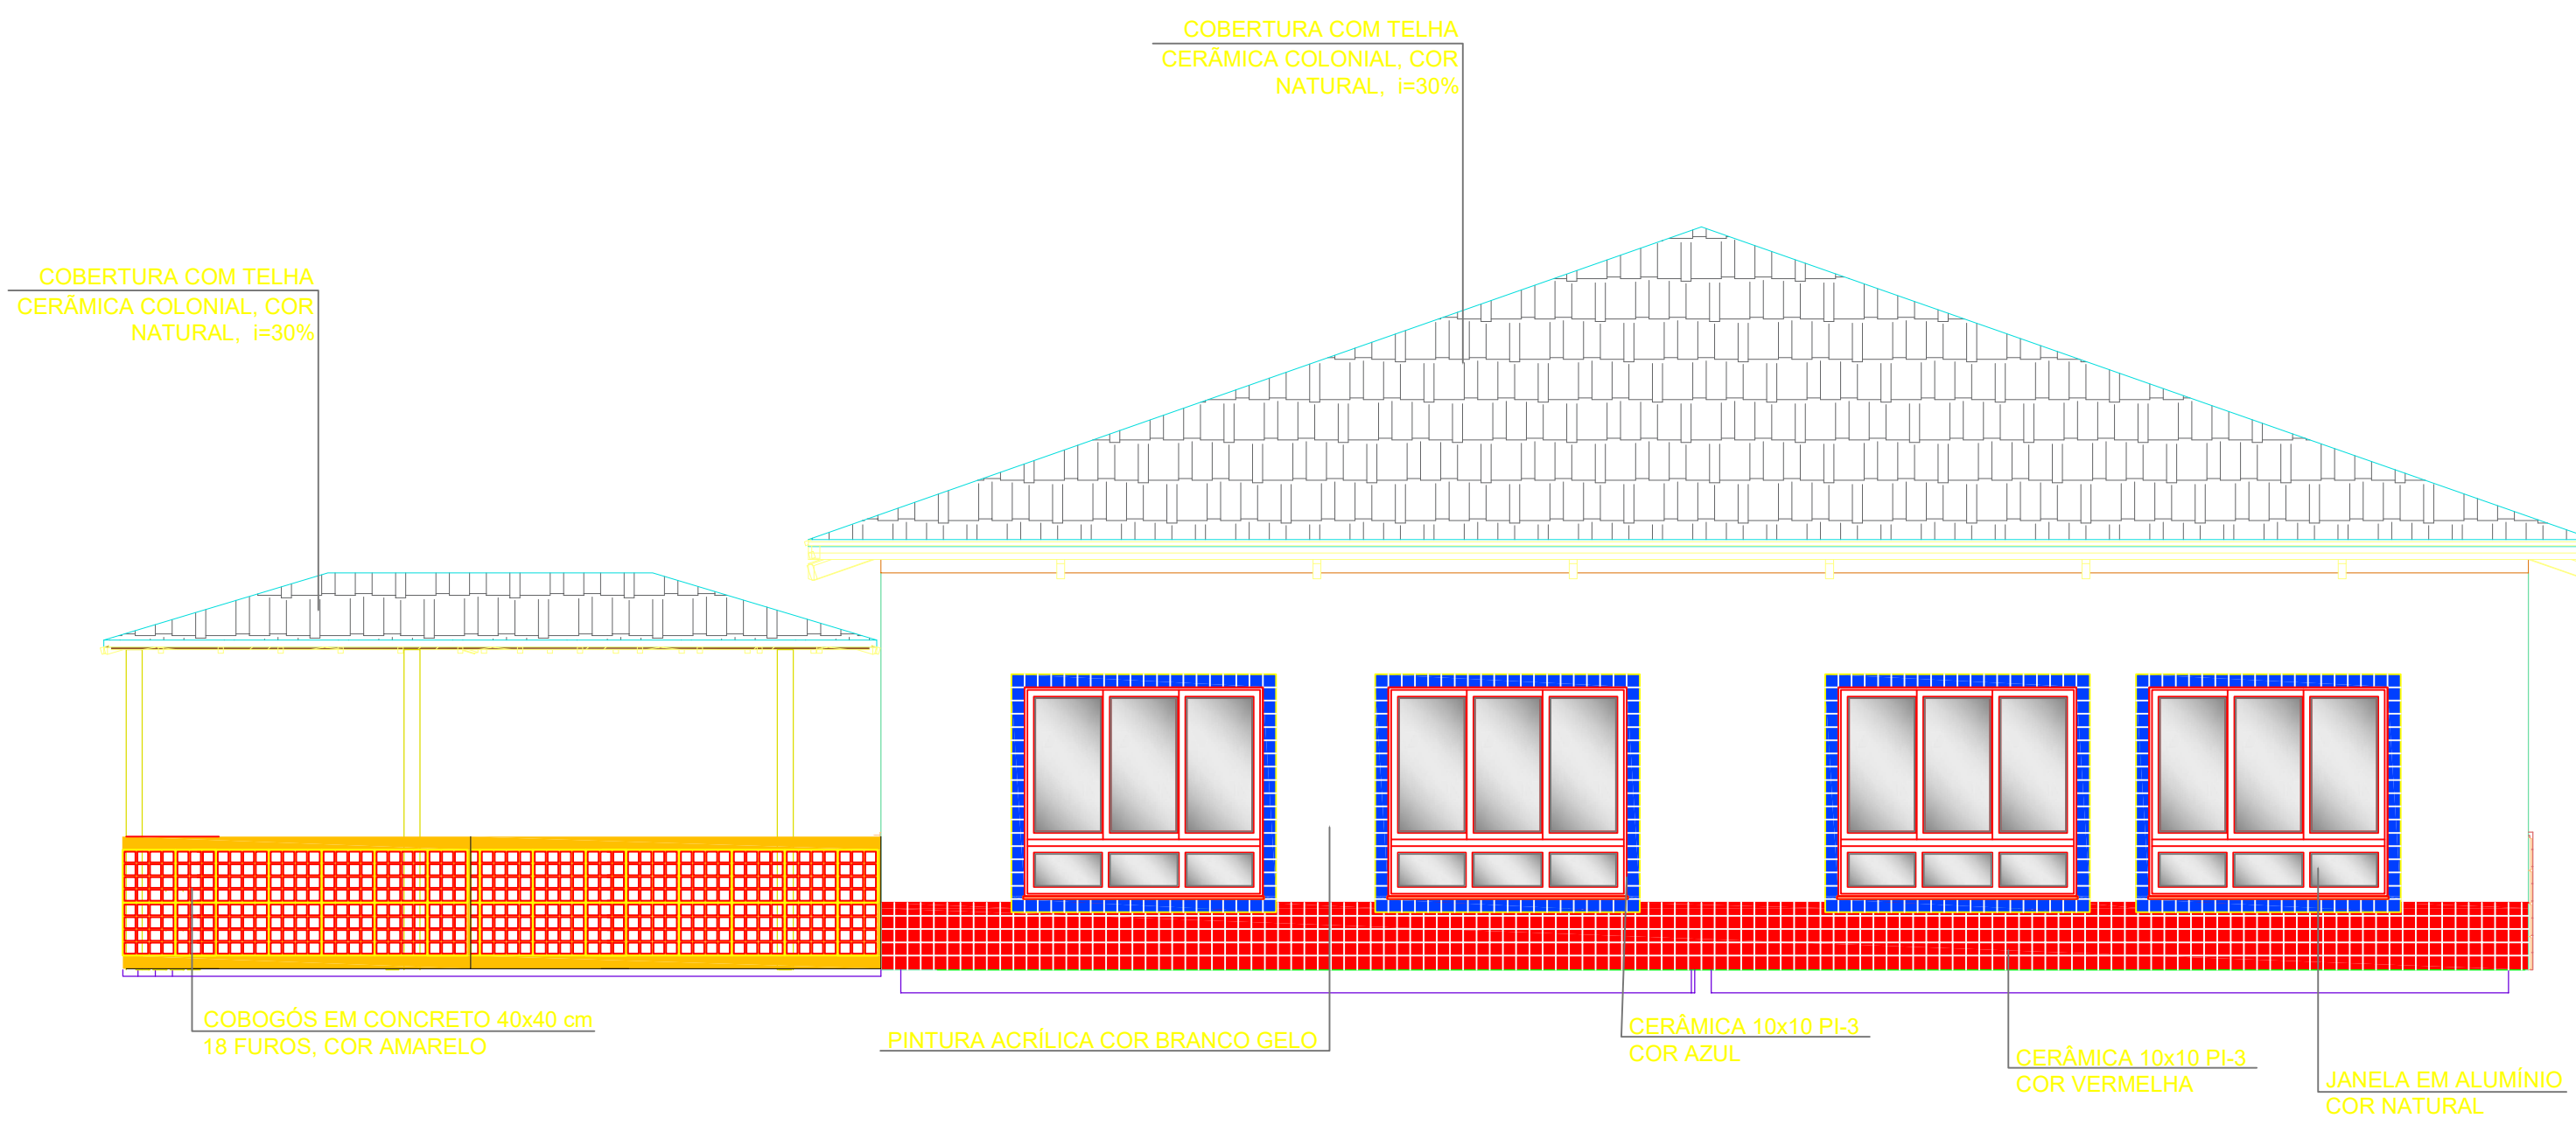 COBERTURA COM TELHA
CERÃMICA COLONIAL, COR
NATURAL, i=30%
COBERTURA COM TELHA
CERÃMICA COLONIAL, COR
NATURAL, i=30%
COBOGÓS EM CONCRETO 40x40 cm
18 FUROS, COR AMARELO
PINTURA ACRÍLICA COR BRANCO GELO
CERÂMICA 10x10 PI-3
COR AZUL
CERÂMICA 10x10 PI-3
COR VERMELHA
JANELA EM ALUMÍNIO
COR NATURAL